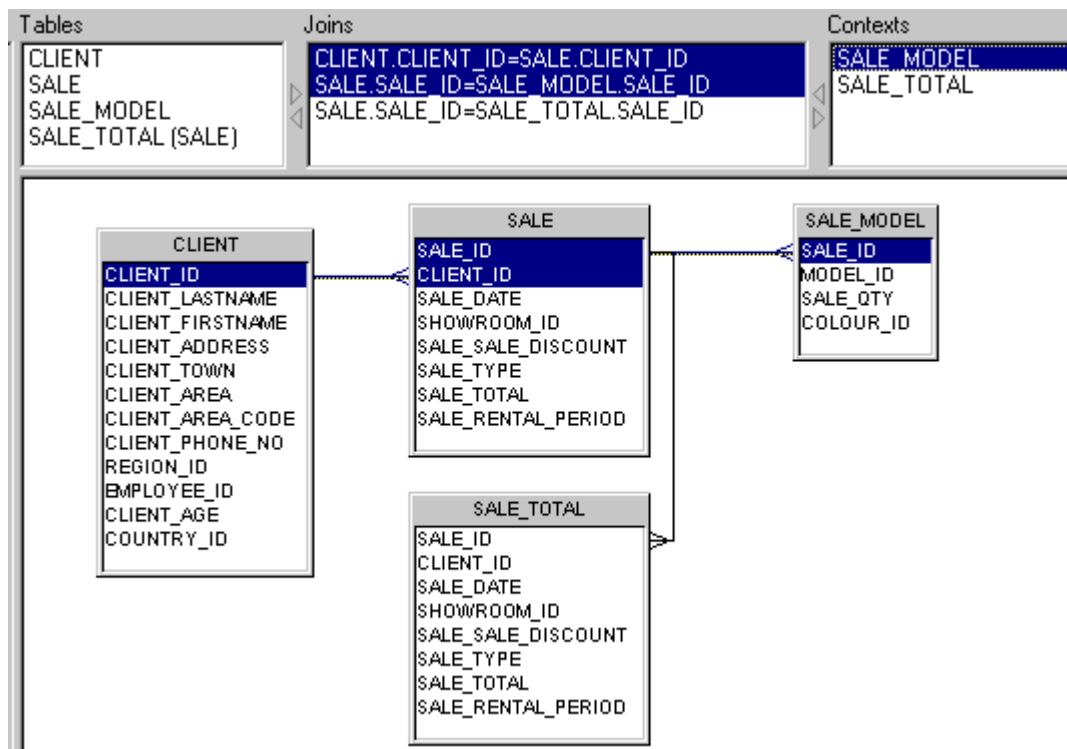 Tables
CLIENT
SALE
SALE_MODEL
SALE_TOTAL (SALE)
Joins
CLIENT.CLIENT_ID=SALE.CLIENT_ID
SALE.SALE_ID=SALE_MODEL.SALE_ID
SALE.SALE_ID=SALE_TOTAL.SALE_ID
Contexts
SALE_MODEL
SALE_TOTAL
CLIENT
CLIENT_ID
CLIENT_LASTNAME
CLIENT_FIRSTNAME
CLIENT_ADDRESS
CLIENT_TOWN
CLIENT_AREA
CLIENT_AREA_CODE
CLIENT_PHONE_NO
REGION_ID
EMPLOYEE_ID
CLIENT_AGE
COUNTRY_ID
SALE
SALE_ID
CLIENT_ID
SALE_DATE
SHOWROOM_ID
SALE_SALE_DISCOUNT
SALE_TYPE
SALE_TOTAL
SALE_RENTAL_PERIOD
SALE_MODEL
SALE_ID
MODEL_ID
SALE_QTY
COLOUR_ID
SALE_TOTAL
SALE_ID
CLIENT_ID
SALE_DATE
SHOWROOM_ID
SALE_SALE_DISCOUNT
SALE_TYPE
SALE_TOTAL
SALE_RENTAL_PERIOD